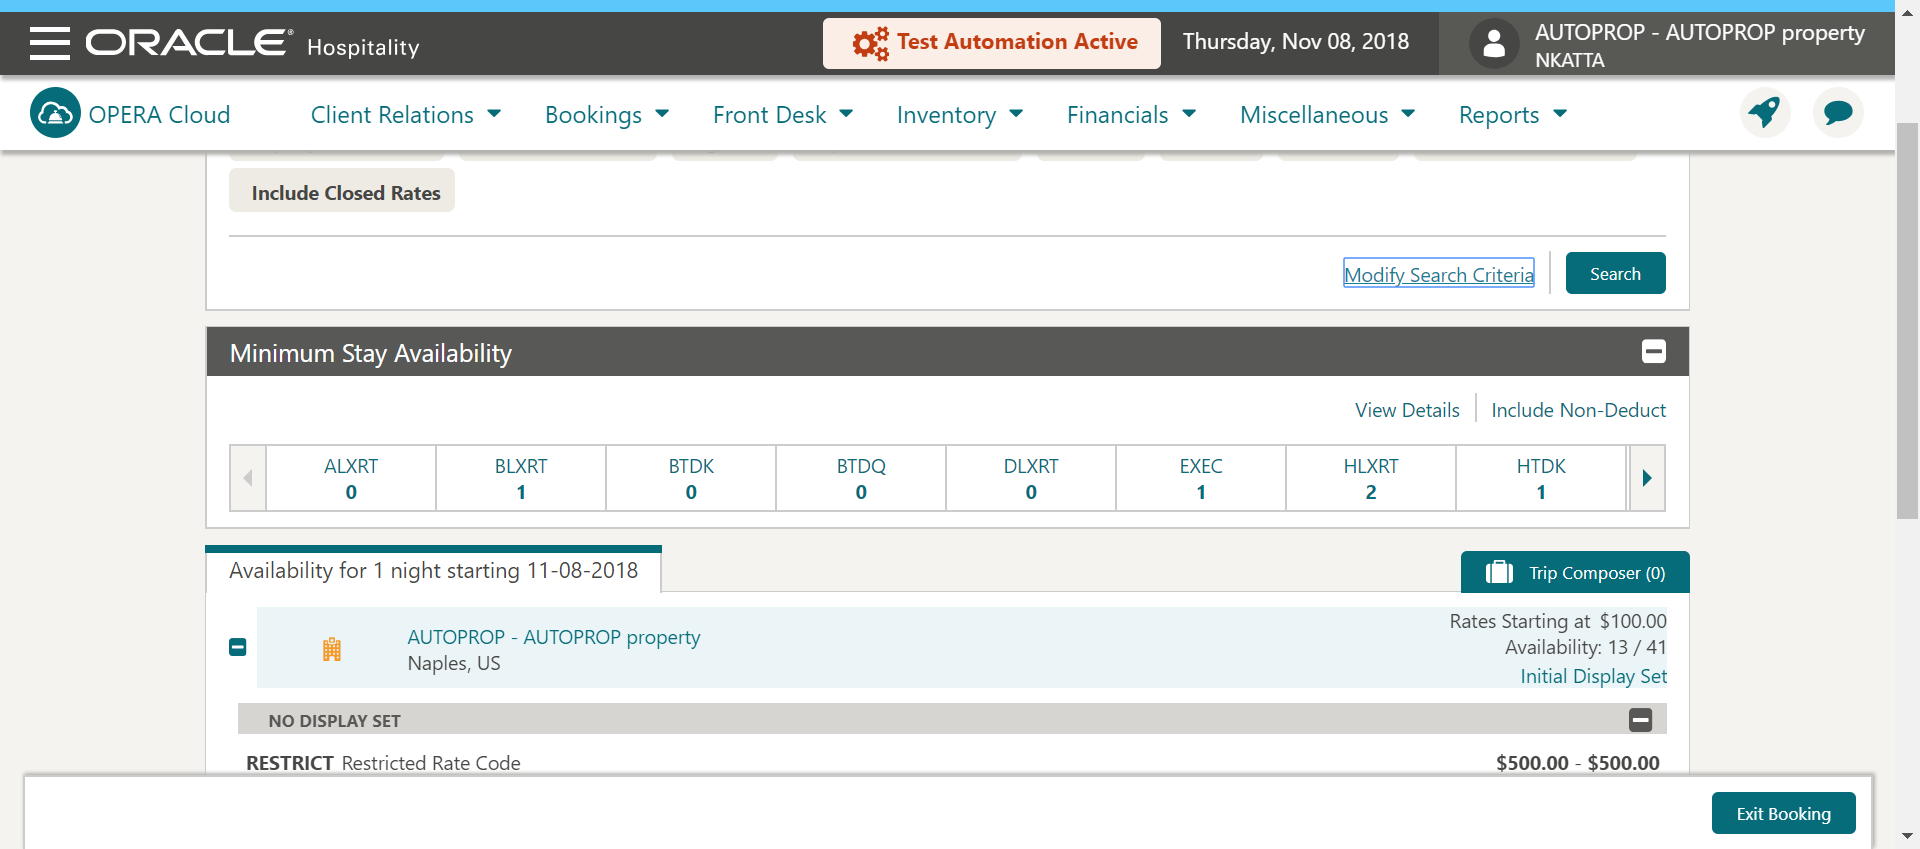 ORACLE® Hospitality
Test Automation Active
Thursday, Nov 08, 2018
AUTOPROP - AUTOPROP property
NKATTA
OPERA Cloud
Client Relations
Bookings
Front Desk
Inventory
Financials
Miscellaneous
Reports
Include Closed Rates
Modify Search Criteria
Search
Minimum Stay Availability
View Details
Include Non-Deduct
ALXRT BLXRT BTDK BTDQ DLXRT EXEC HLXRT HTDK
0 1 0 0 0 1 2 1
Availability for 1 night starting 11-08-2018
Trip Composer (0)
AUTOPROP - AUTOPROP property
Naples, US
Rates Starting at $100.00
Availability: 13 / 41
Initial Display Set
NO DISPLAY SET
RESTRICT Restricted Rate Code
$500.00 - $500.00
Exit Booking